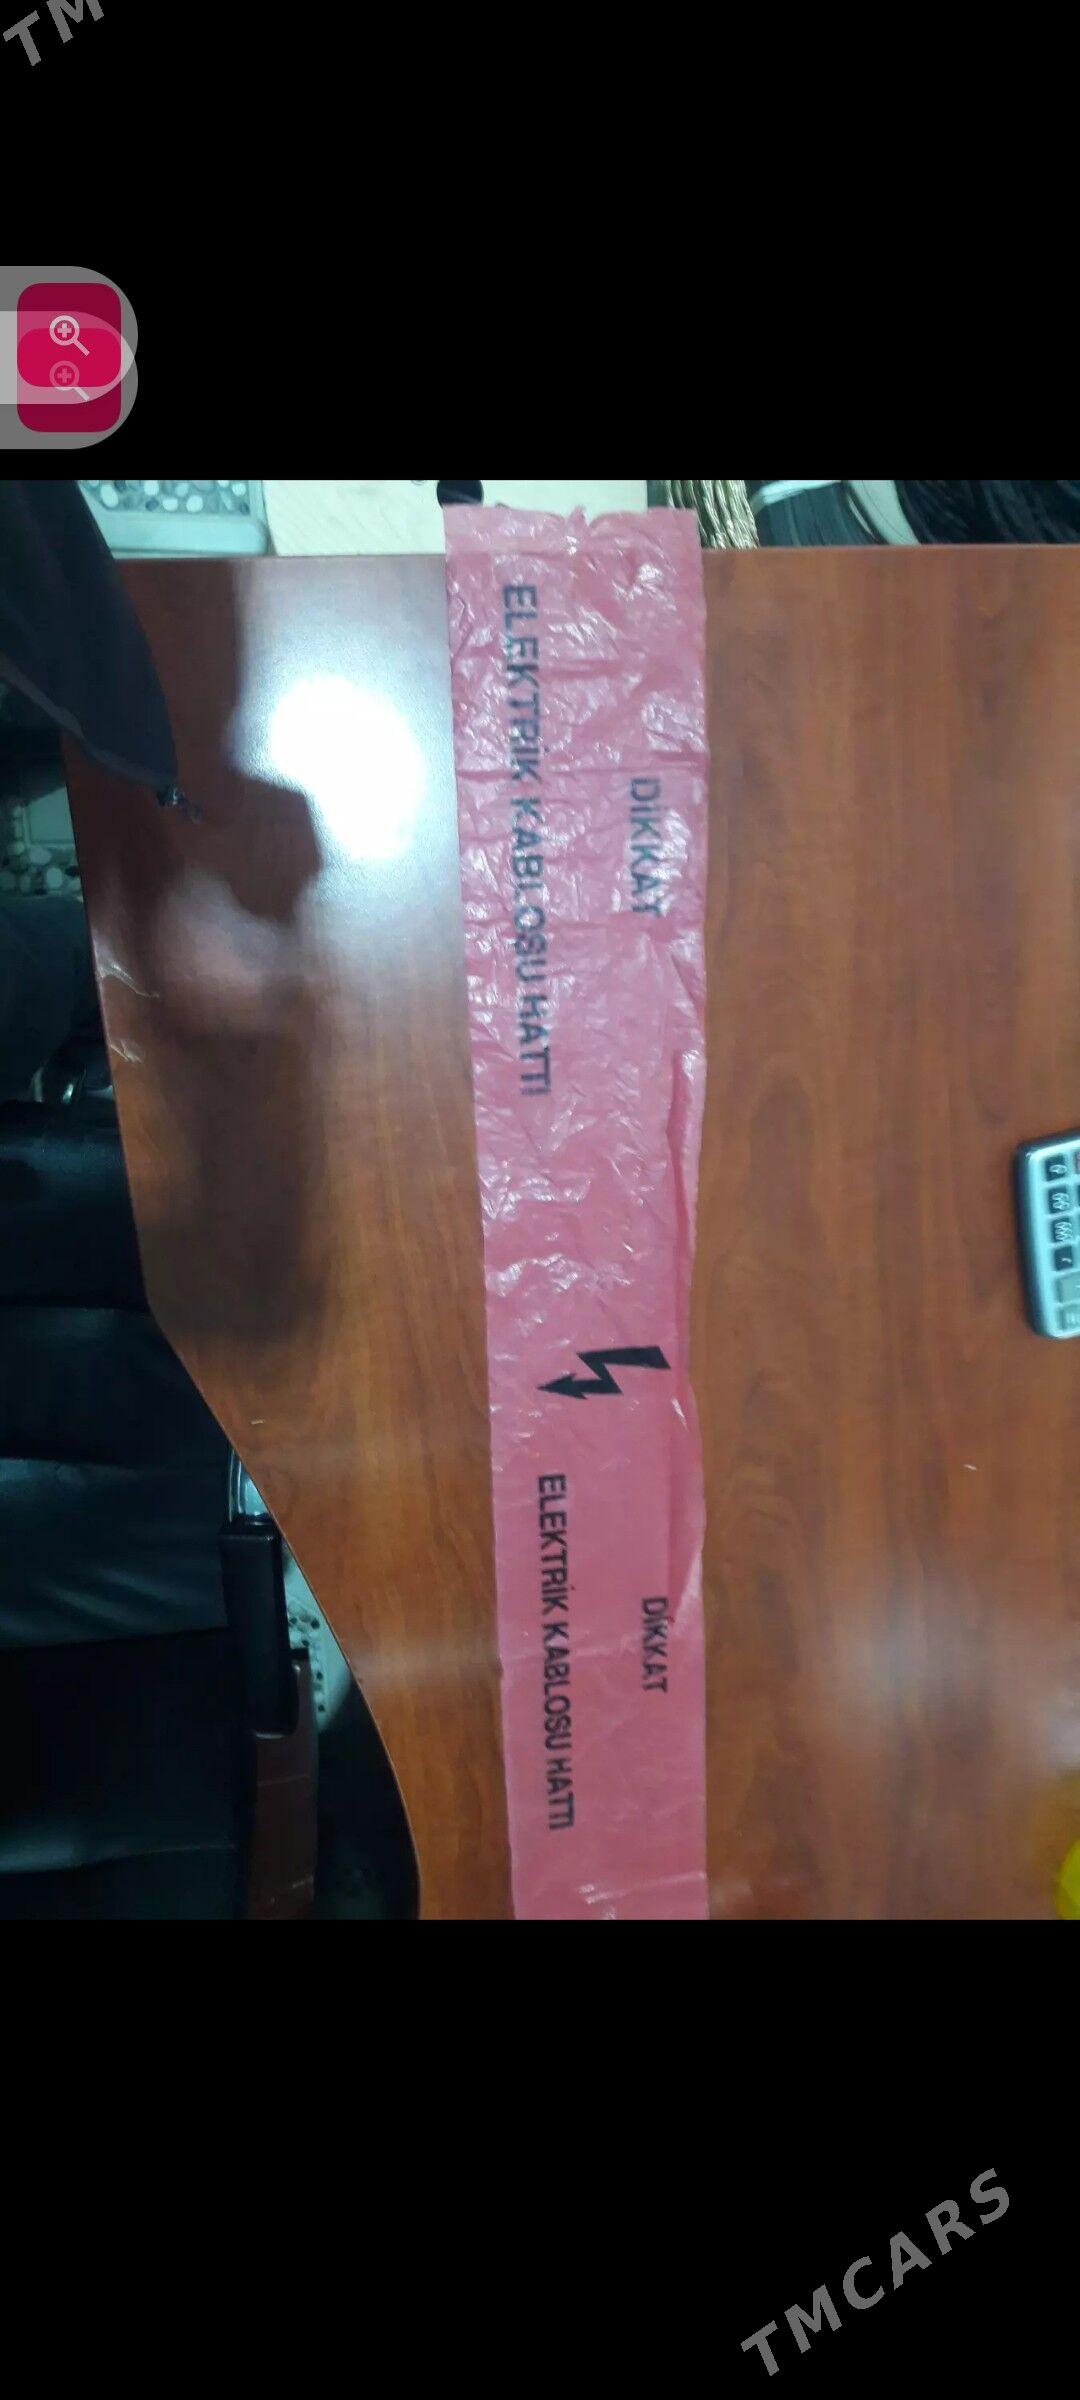 TM
DİKKAT
ELEKTRİK KABLOSU HATTI
DİKKAT
ELEKTRİK KABLOSU HATTI
TMCARS